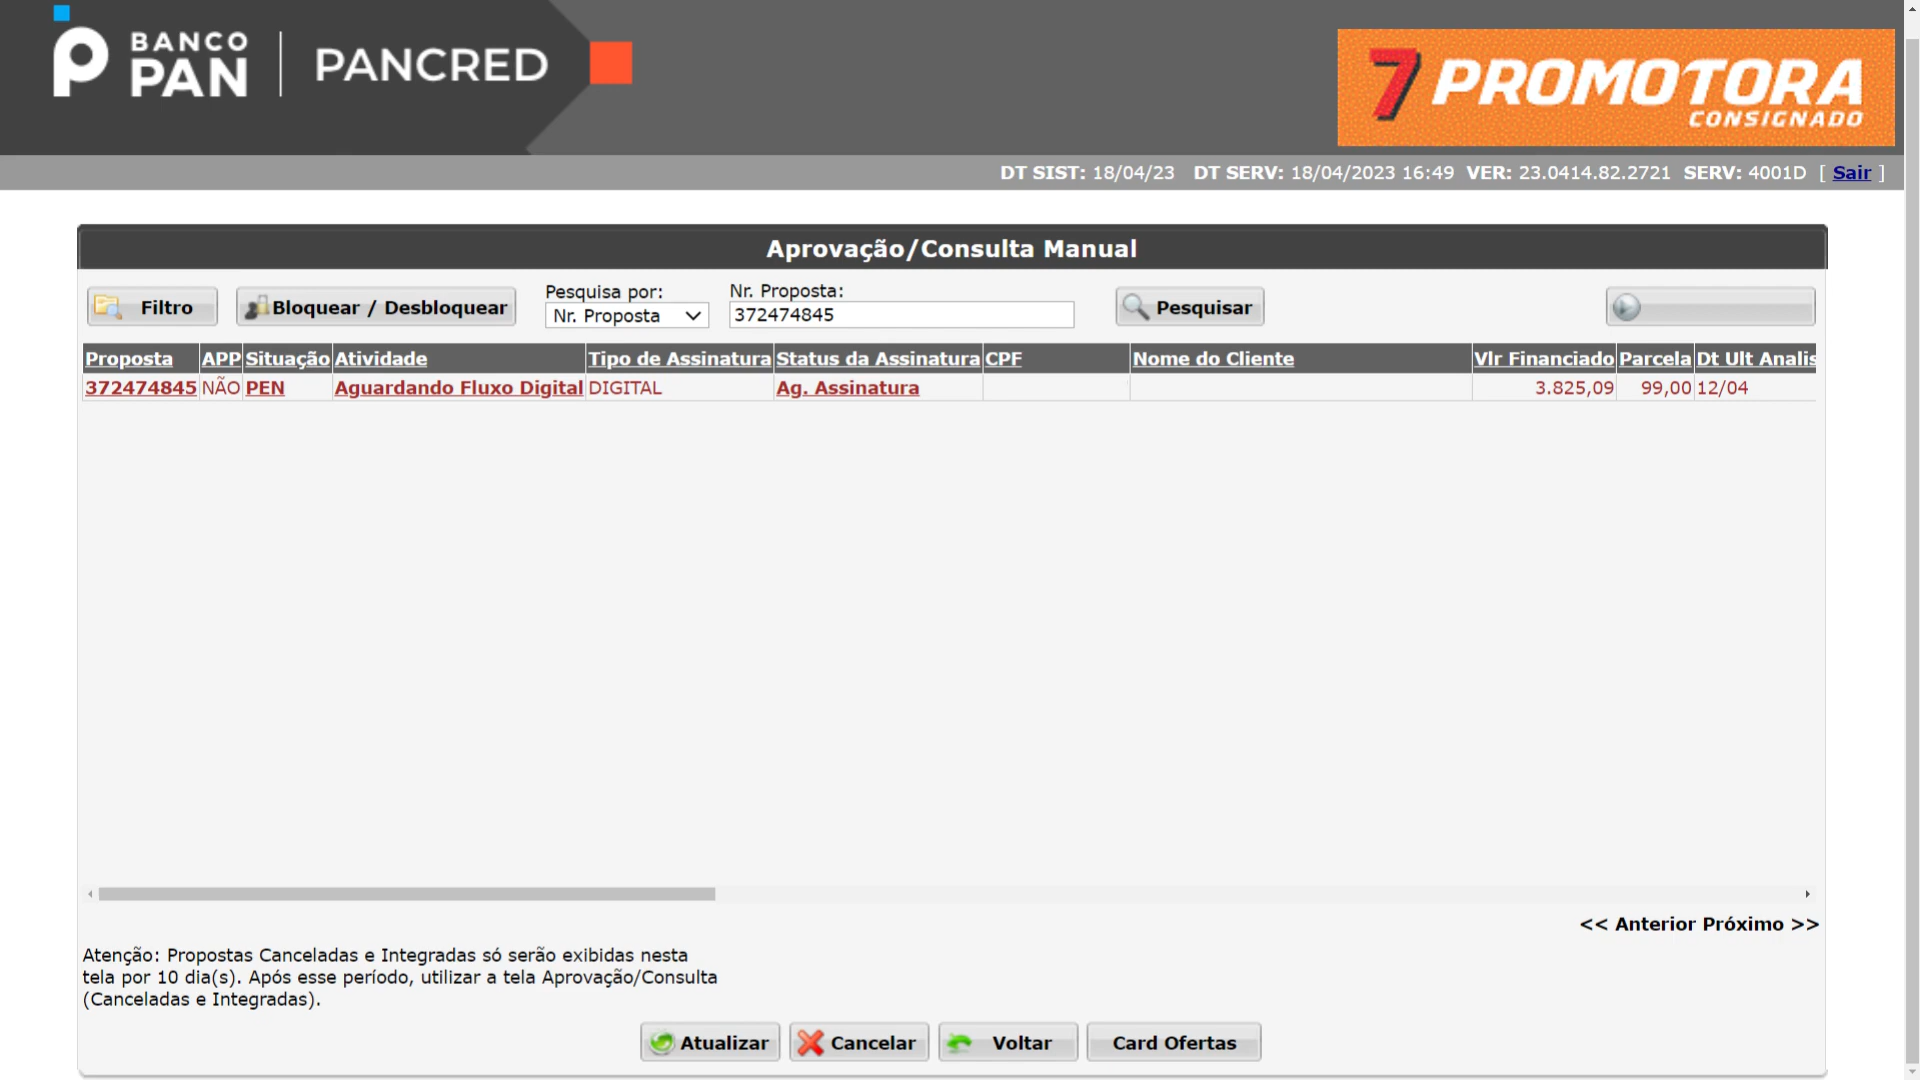 BANCO
PAN
PANCRED
7 PROMOTORA
CONSIGNADO
DT SIST: 18/04/23 DT SERV: 18/04/2023 16:49 VER: 23.0414.82.2721 SERV: 4001D [ Sair ]
Aprovação/Consulta Manual
Filtro
Bloquear / Desbloquear
Pesquisa por:
Nr. Proposta
Nr. Proposta:
372474845
Pesquisar
Proposta APP Situação Atividade Tipo de Assinatura Status da Assinatura CPF Nome do Cliente Vlr Financiado Parcela Dt Ult Analis
372474845 NÃO PEN Aguardando Fluxo Digital DIGITAL Ag. Assinatura 3.825,09 99,00 12/04
<< Anterior Próximo >>
Atenção: Propostas Canceladas e Integradas só serão exibidas nesta
tela por 10 dia(s). Após esse período, utilizar a tela Aprovação/Consulta
(Canceladas e Integradas).
Atualizar Cancelar Voltar Card Ofertas